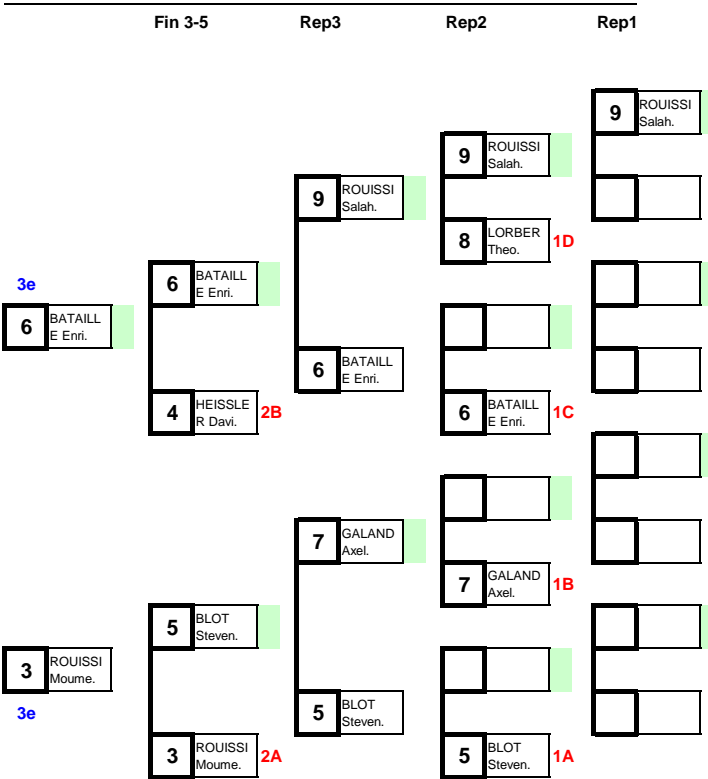 Fin 3-5 Rep3 Rep2 Rep1
9 ROUISSI
Salah.
9 ROUISSI
Salah.
9 ROUISSI
Salah.
8 LORBER 1D
Theo.
6 BATAILL
E Enri.
3e
6 BATAILL
E Enri.
6 BATAILL
E Enri.
4 HEISSLE 2B
R Davi.
6 BATAILL 1C
E Enri.
7 GALAND
Axel.
7 GALAND 1B
Axel.
5 BLOT
Steven.
3 ROUISSI
Moume.
3e
5 BLOT
Steven.
3 ROUISSI 2A
Moume.
5 BLOT 1A
Steven.